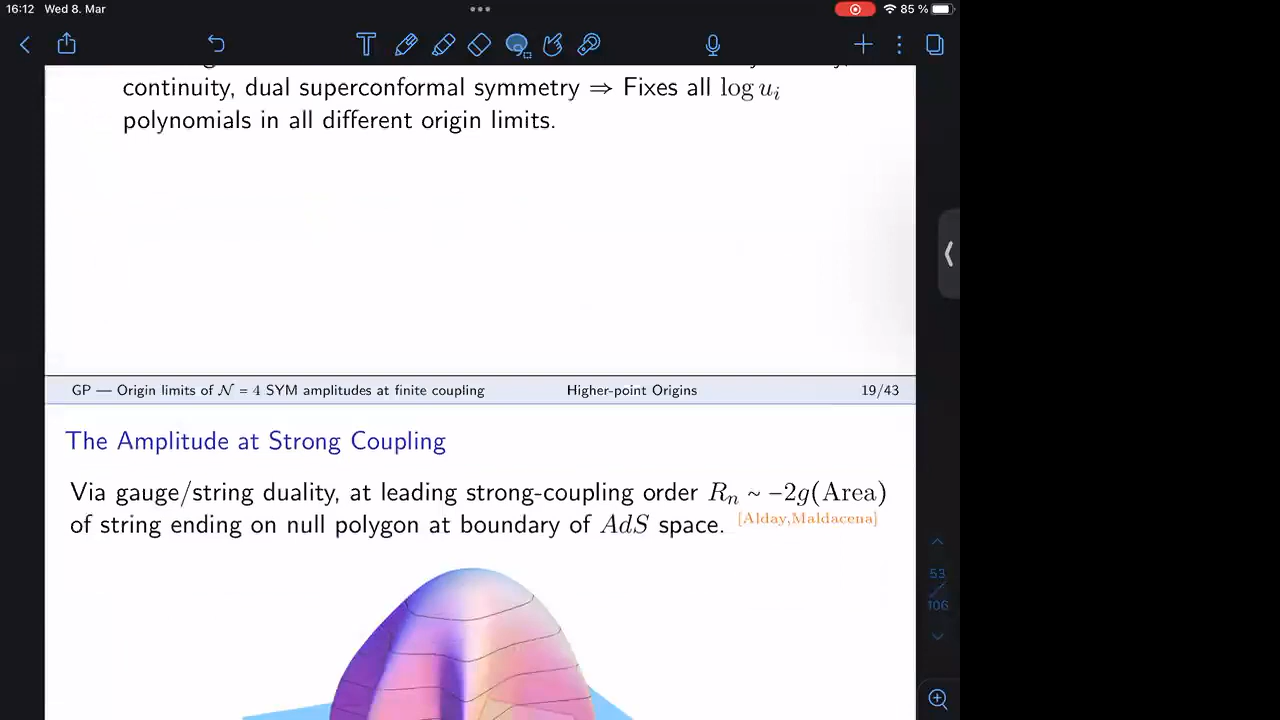 16:12 Wed 8. Mar
85 %
continuity, dual superconformal symmetry ⇒ Fixes all log uᵢ
polynomials in all different origin limits.
GP — Origin limits of 𝒩 = 4 SYM amplitudes at finite coupling Higher-point Origins 19/43
The Amplitude at Strong Coupling
Via gauge/string duality, at leading strong-coupling order Rₙ ~ −2g(Area)
of string ending on null polygon at boundary of AdS space. [Alday,Maldacena]
53
106